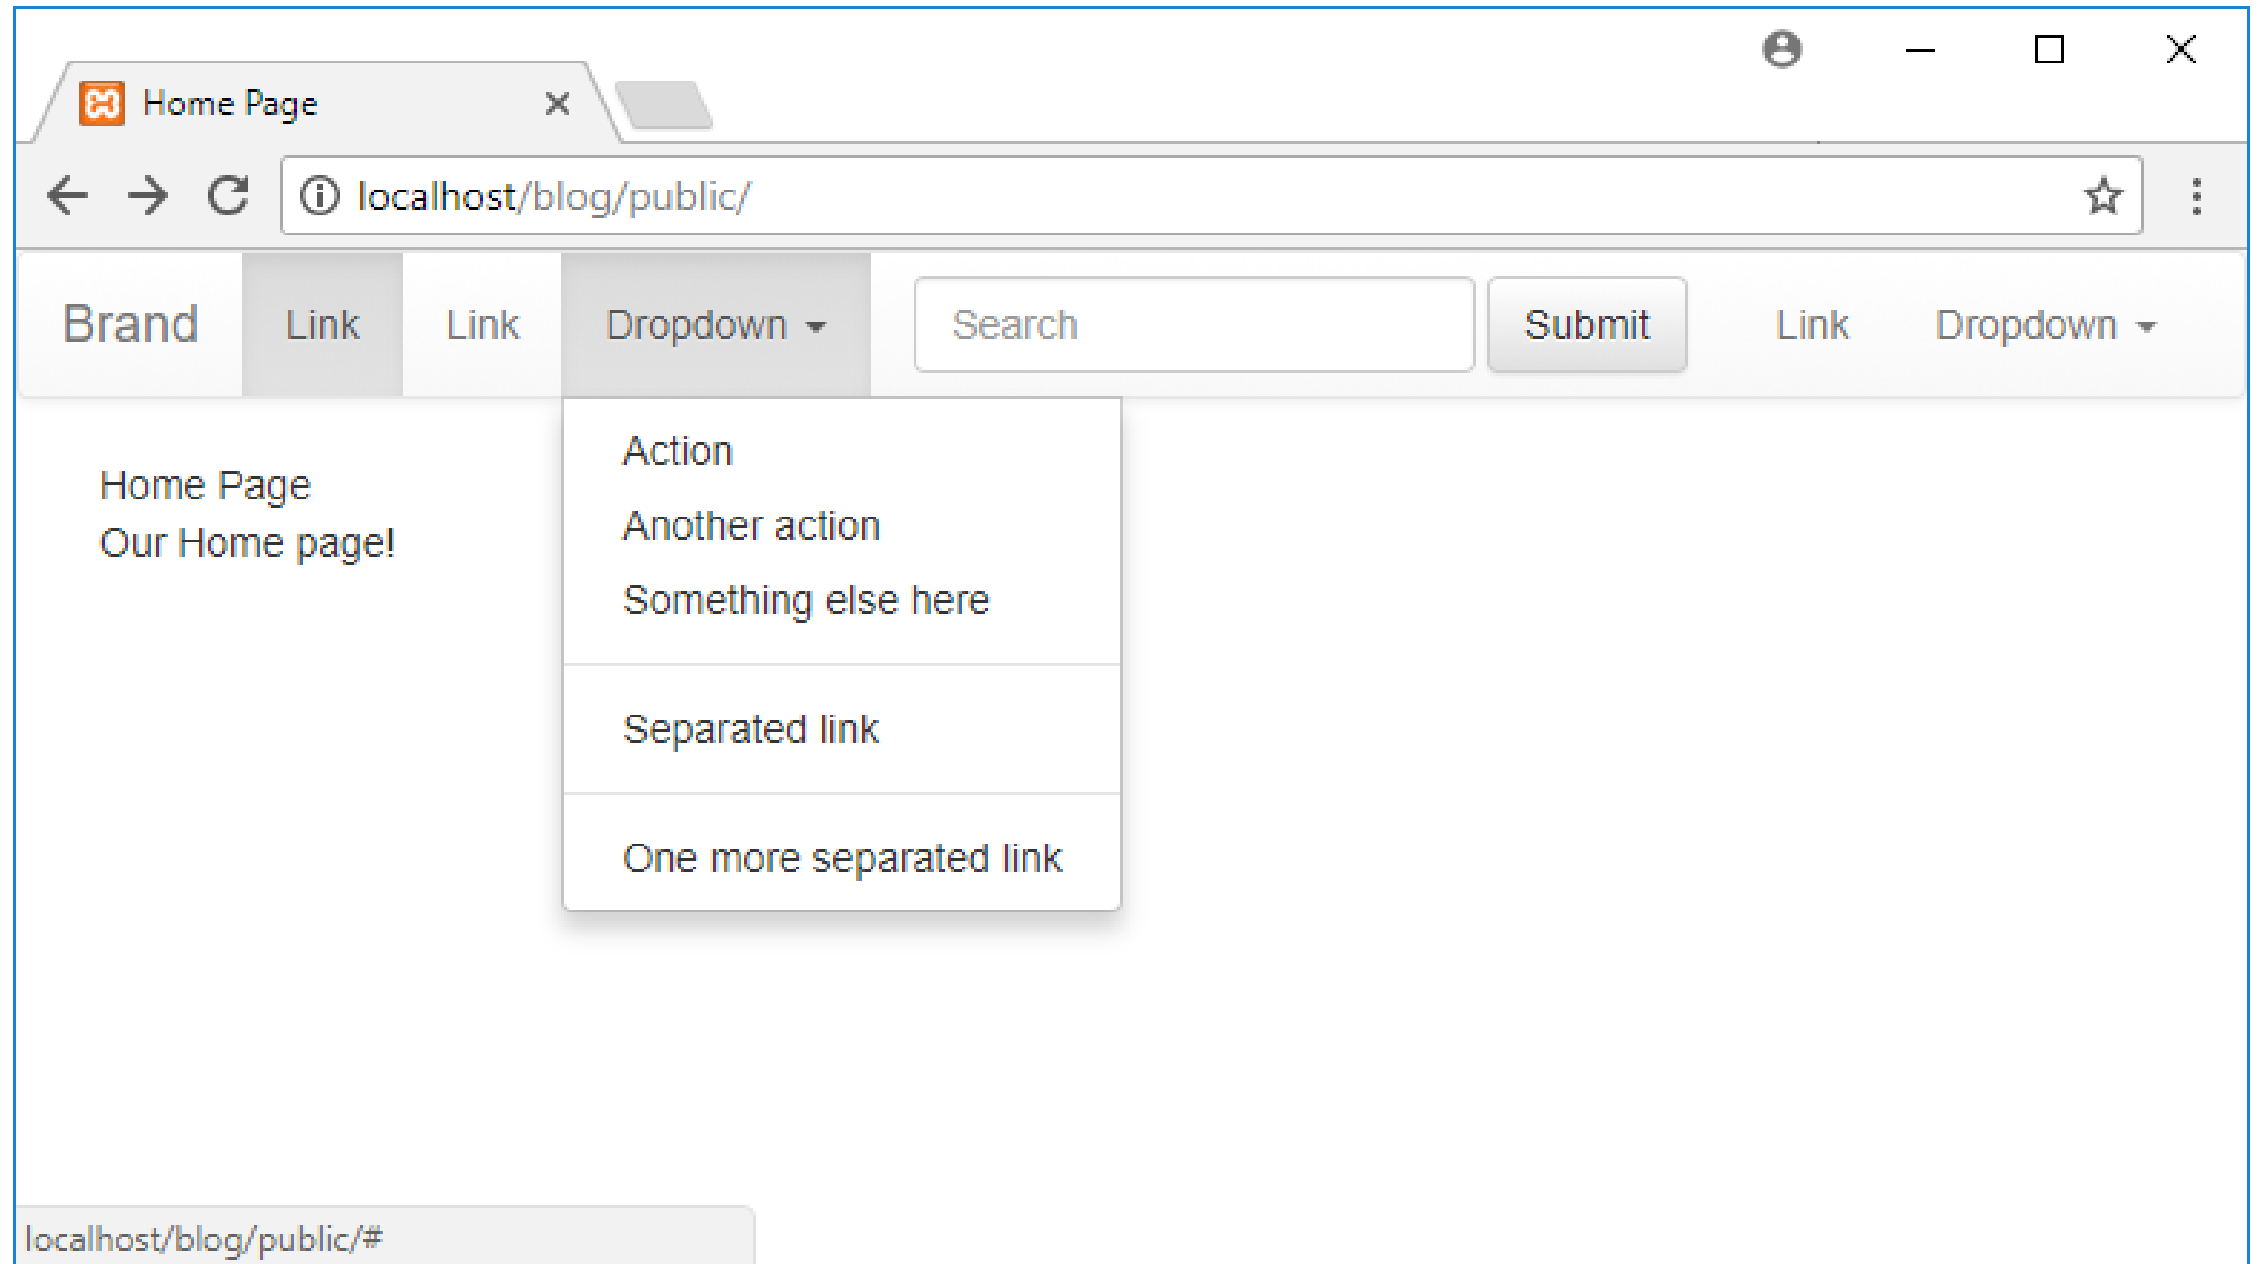 Home Page
localhost/blog/public/
Brand Link Link Dropdown Search Submit Link Dropdown
Home Page
Our Home page!
Action
Another action
Something else here
Separated link
One more separated link
localhost/blog/public/#